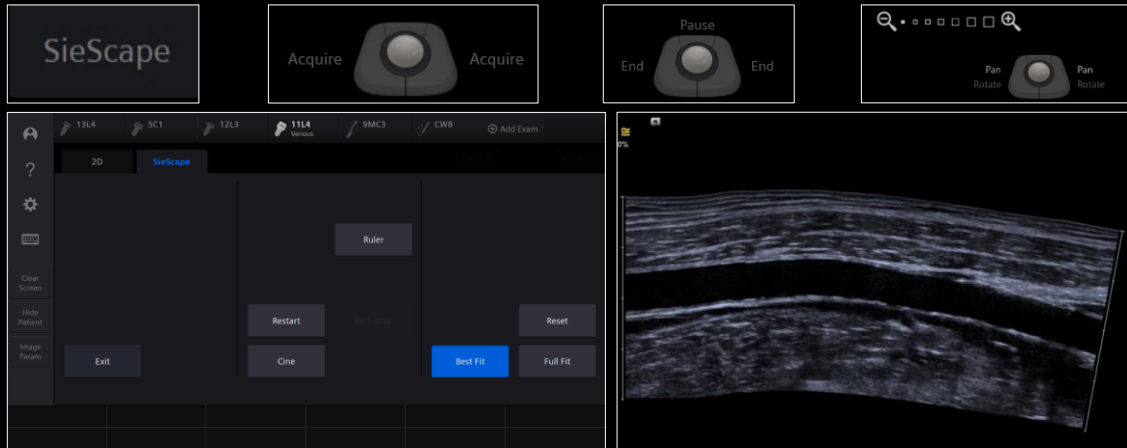 SieScape
Acquire Acquire
Pause
End End
Pan Pan
Rotate Rotate
13L4 5C1 12L3 11L4 9MC3 CW8 Add Exam
Venous
2D SieScape
?
Ruler
Clear
Screen
Hide
Patient
Restart Reset
Image
Param
Exit Cine Best Fit Full Fit
0%